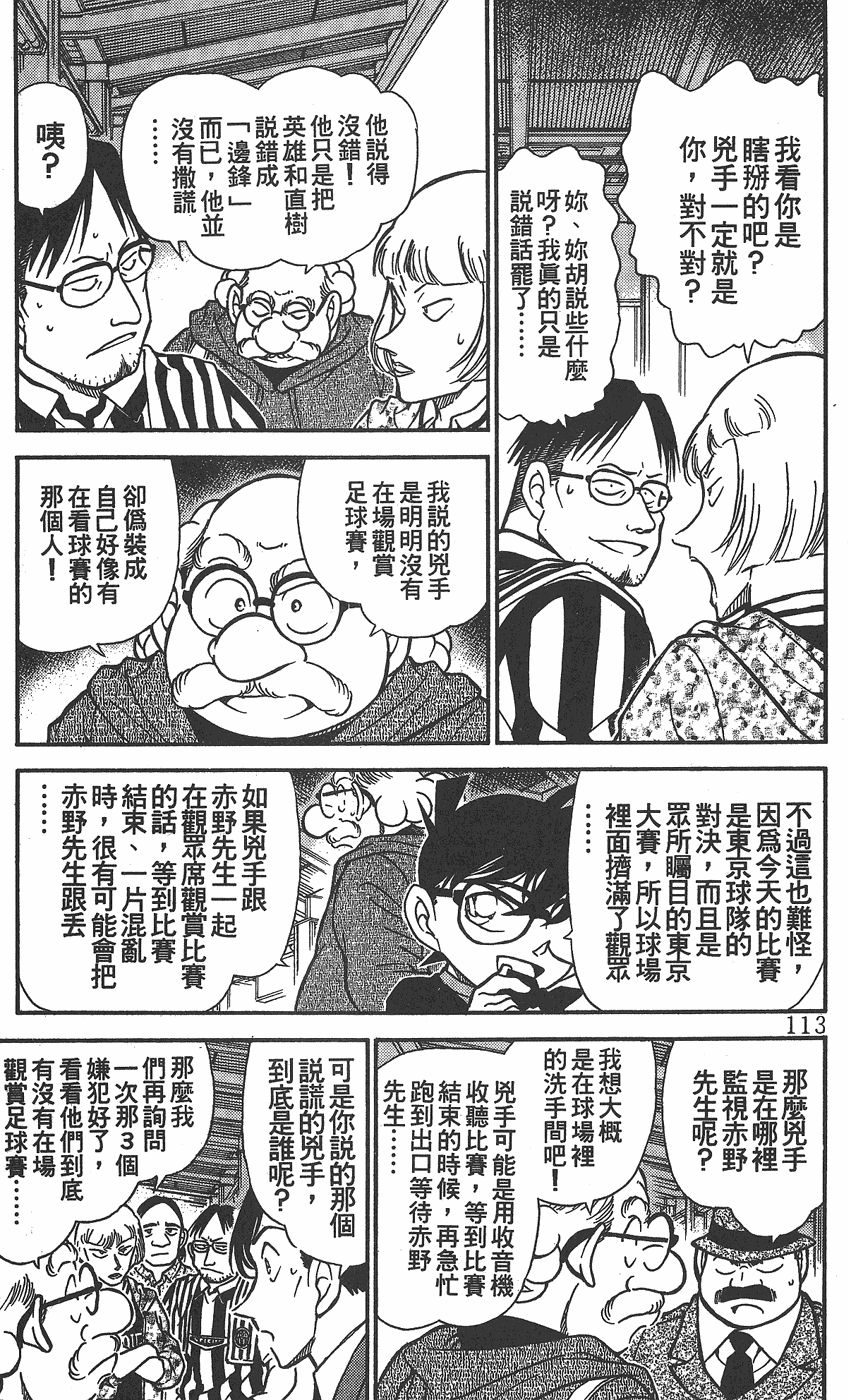 我看你是
瞎掰的吧？
兇手一定就是
你，對不對？
妳、妳胡說些什麼
呀？我真的只是
說錯話罷了……
他說得
沒錯！
他只是把
英雄和直樹
說錯成
「邊鋒」
而已，他並
沒有撒謊
……
咦？
我說的兇手
是明明沒有
在場觀賞
足球賽，
卻偽裝成
自己好像有
在看球賽的
那個人！
不過這也難怪，
因為今天的比賽
是東京球隊的
對決，而且是
眾所矚目的東京
大賽，所以球場
裡面擠滿了觀眾
……
如果兇手跟
赤野先生一起
在觀眾席觀賞比賽
的話，等到比賽
結束、一片混亂
時，很有可能會把
赤野先生跟丟
……
113
那麼兇手
是在哪裡
監視赤野
先生呢？
我想大概
是在球場裡
的洗手間吧！
兇手可能是用收音機
收聽比賽，等到比賽
結束的時候，再急忙
跑到出口等待赤野
先生……
可是你說的那個
說謊的兇手，
到底是誰呢？
那麼我
們再詢問
一次那3個
嫌犯好了，
看看他們到底
有沒有在場
觀賞足球賽……